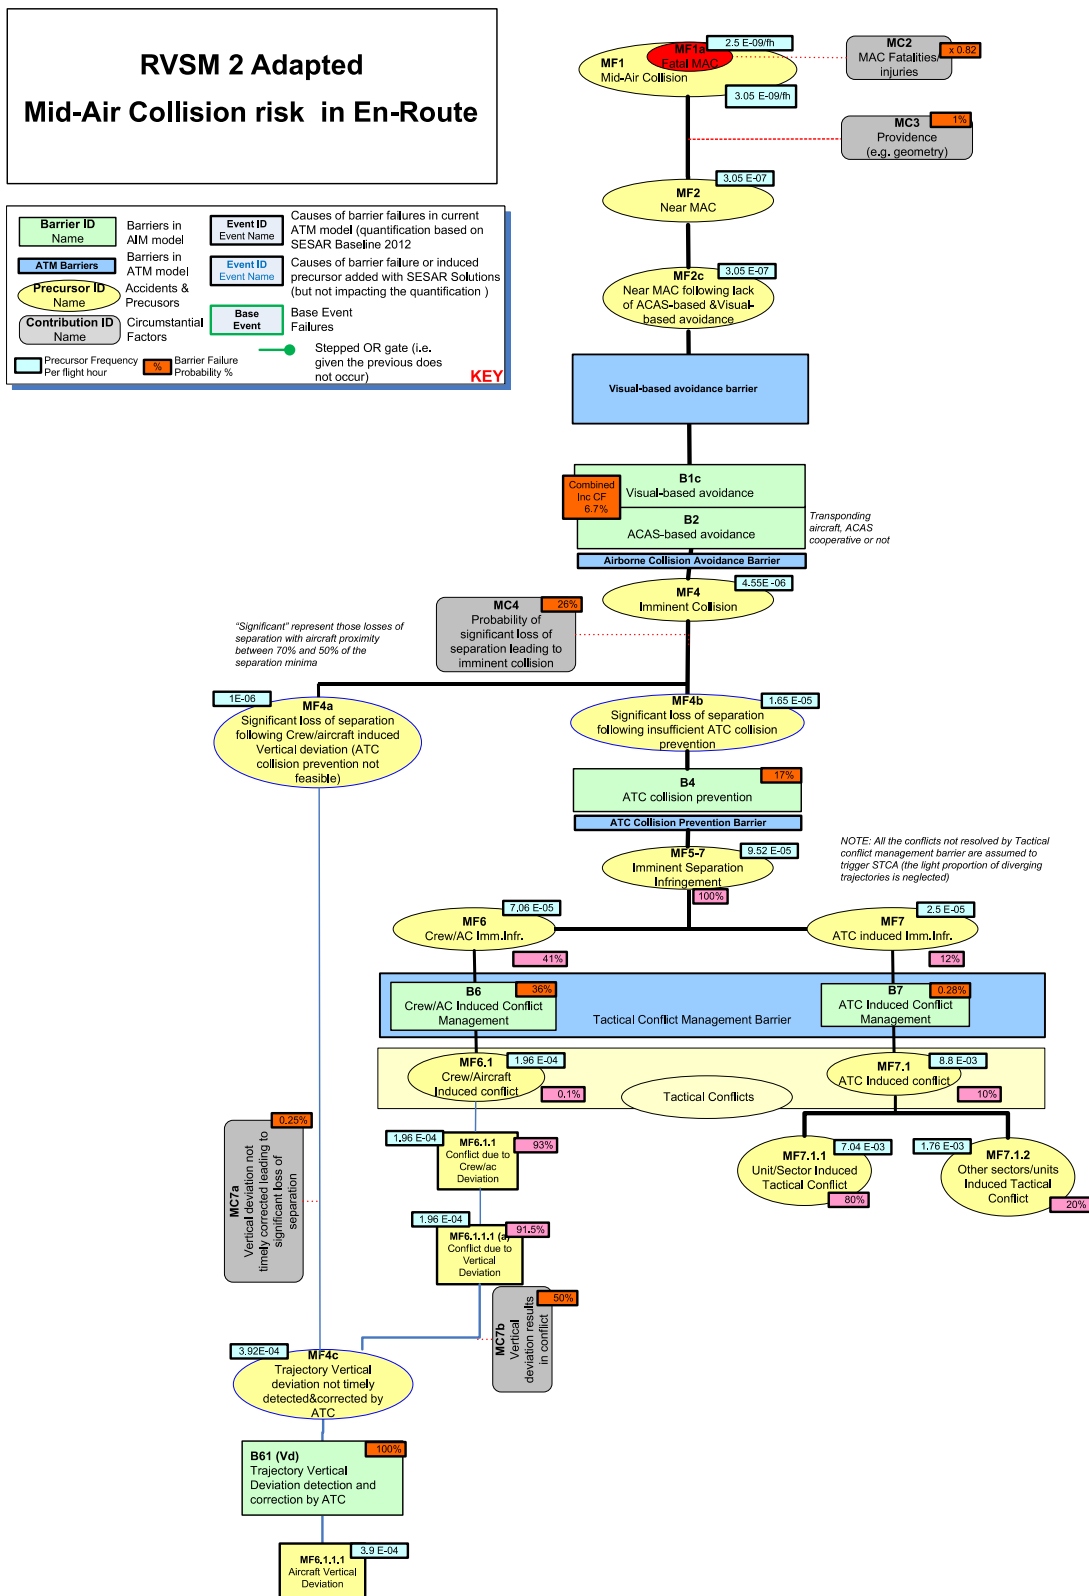 RVSM 2 Adapted
Mid-Air Collision risk in En-Route
2.5 E-09/fh
MF1a
Fatal MAC
MF1
Mid-Air Collision
3.05 E-09/fh
MC2
x 0.82
MAC Fatalities/
injuries
MC3
1%
Providence
(e.g. geometry)
3.05 E-07
MF2
Near MAC
Barrier ID
Name
Barriers in
AIM model
ATM Barriers
Barriers in
ATM model
Precursor ID
Name
Accidents &
Precusors
Contribution ID
Name
Circumstantial
Factors
Precursor Frequency
Per flight hour
%
Barrier Failure
Probability %
Event ID
Event Name
Causes of barrier failures in current
ATM model (quantification based on
SESAR Baseline 2012
Event ID
Event Name
Causes of barrier failure or induced
precursor added with SESAR Solutions
(but not impacting the quantification )
Base
Event
Base Event
Failures
Stepped OR gate (i.e.
given the previous does
not occur)
KEY
3.05 E-07
MF2c
Near MAC following lack
of ACAS-based &Visual-
based avoidance
Visual-based avoidance barrier
B1c
Visual-based avoidance
Combined
Inc CF
6.7%
B2
ACAS-based avoidance
Transponding
aircraft, ACAS
cooperative or not
Airborne Collision Avoidance Barrier
4.55E -06
MF4
Imminent Collision
MC4
26%
Probability of
significant loss of
separation leading to
imminent collision
"Significant" represent those losses of
separation with aircraft proximity
between 70% and 50% of the
separation minima
1E-06
MF4a
Significant loss of separation
following Crew/aircraft induced
Vertical deviation (ATC
collision prevention not
feasible)
1.65 E-05
MF4b
Significant loss of separation
following insufficient ATC collision
prevention
17%
B4
ATC collision prevention
ATC Collision Prevention Barrier
9.52 E-05
MF5-7
Imminent Separation
Infringement
100%
NOTE: All the conflicts not resolved by Tactical
conflict management barrier are assumed to
trigger STCA (the light proportion of diverging
trajectories is neglected)
7,06 E-05
MF6
Crew/AC Imm.Infr.
41%
2.5 E-05
MF7
ATC induced Imm.Infr.
12%
B6
36%
Crew/AC Induced Conflict
Management
Tactical Conflict Management Barrier
B7
0.28%
ATC Induced Conflict
Management
1.96 E-04
MF6.1
Crew/Aircraft
Induced conflict
0.1%
Tactical Conflicts
8.8 E-03
MF7.1
ATC Induced conflict
10%
1.96 E-04
MF6.1.1
93%
Conflict due to
Crew/ac
Deviation
7.04 E-03
MF7.1.1
Unit/Sector Induced
Tactical Conflict
80%
1.76 E-03
MF7.1.2
Other sectors/units
Induced Tactical
Conflict
20%
0.25%
MC7a
Vertical deviation not
timely corrected leading to
significant loss of
separation
1.96 E-04
91.5%
MF6.1.1.1 (a)
Conflict due to
Vertical
Deviation
50%
MC7b
Vertical
deviation results
in conflict
3.92E-04
MF4c
Trajectory Vertical
deviation not timely
detected&corrected by
ATC
B61 (Vd)
100%
Trajectory Vertical
Deviation detection and
correction by ATC
3.9 E-04
MF6.1.1.1
Aircraft Vertical
Deviation